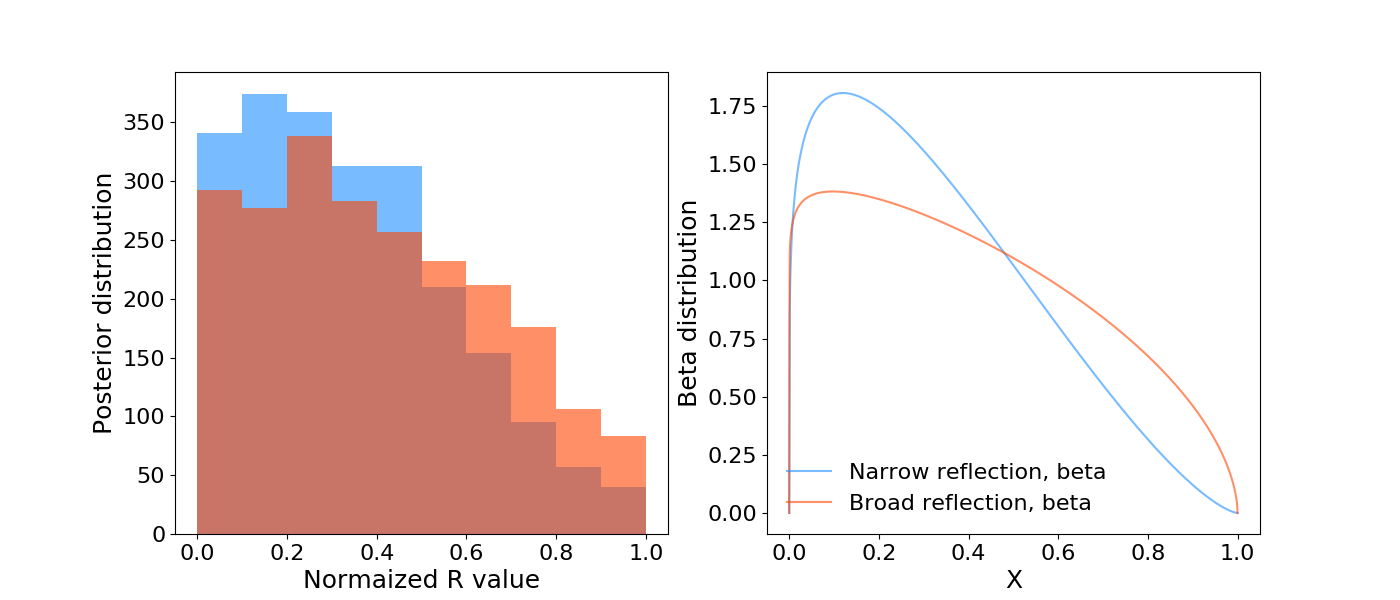 Posterior distribution
350
300
250
200
150
100
50
0
0.0 0.2 0.4 0.6 0.8 1.0
Normaized R value
Beta distribution
1.75
1.50
1.25
1.00
0.75
0.50
0.25
0.00
Narrow reflection, beta
Broad reflection, beta
0.0 0.2 0.4 0.6 0.8 1.0
X